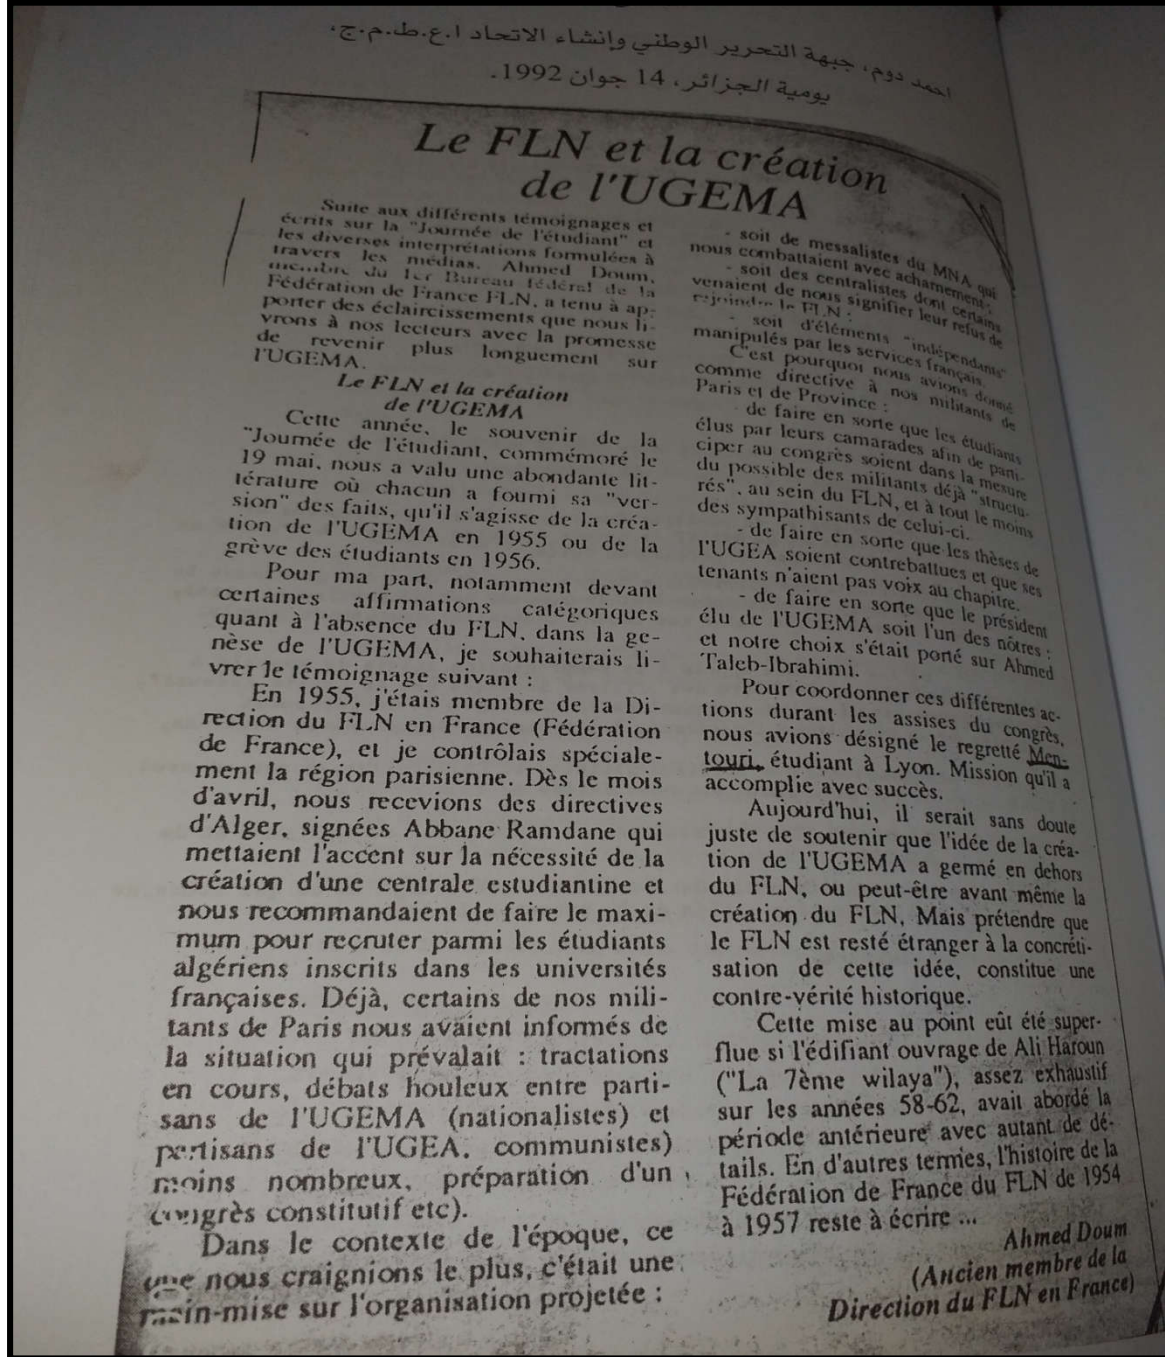 احمد دوم، جبهة التحرير الوطني وإنشاء الاتحاد ا.ع.ط.م.ج،
يومية الجزائر، 14 جوان 1992.
Le FLN et la création
de l'UGEMA
Suite aux différents témoignages et
écrits sur la "Journée de l'étudiant" et
les diverses interprétations formulées à
travers les médias, Ahmed Doum,
membre du 1er Bureau fédéral de la
Fédération de France FLN, a tenu à ap-
porter des éclaircissements que nous li-
vrons à nos lecteurs avec la promesse
de revenir plus longuement sur
l'UGEMA.
Le FLN et la création
de l'UGEMA
Cette année, le souvenir de la
"Journée de l'étudiant, commémoré le
19 mai, nous a valu une abondante lit-
térature où chacun a fourni sa "ver-
sion" des faits, qu'il s'agisse de la créa-
tion de l'UGEMA en 1955 ou de la
grève des étudiants en 1956.
Pour ma part, notamment devant
certaines affirmations catégoriques
quant à l'absence du FLN, dans la ge-
nèse de l'UGEMA, je souhaiterais li-
vrer le témoignage suivant :
En 1955, j'étais membre de la Di-
rection du FLN en France (Fédération
de France), et je contrôlais spéciale-
ment la région parisienne. Dès le mois
d'avril, nous recevions des directives
d'Alger, signées Abbane Ramdane qui
mettaient l'accent sur la nécessité de la
création d'une centrale estudiantine et
nous recommandaient de faire le maxi-
mum pour recruter parmi les étudiants
algériens inscrits dans les universités
françaises. Déjà, certains de nos mili-
tants de Paris nous avaient informés de
la situation qui prévalait : tractations
en cours, débats houleux entre parti-
sans de l'UGEMA (nationalistes) et
partisans de l'UGEA. communistes)
moins nombreux, préparation d'un
congrès constitutif etc).
Dans le contexte de l'époque, ce
que nous craignions le plus, c'était une
main-mise sur l'organisation projetée :
- soit de messalistes du MNA qui
nous combattaient avec acharnement ;
- soit des centralistes dont certains
venaient de nous signifier leur refus de
rejoindre le FLN ;
- soit d'éléments "indépendants"
manipulés par les services français.
C'est pourquoi nous avions donné
comme directive à nos militants de
Paris et de Province :
- de faire en sorte que les étudiants
élus par leurs camarades afin de parti-
ciper au congrès soient dans la mesure
du possible des militants déjà "structu-
rés", au sein du FLN, et à tout le moins
des sympathisants de celui-ci.
- de faire en sorte que les thèses de
l'UGEA soient contrebattues et que ses
tenants n'aient pas voix au chapitre.
- de faire en sorte que le président
élu de l'UGEMA soit l'un des nôtres ;
et notre choix s'était porté sur Ahmed
Taleb-Ibrahimi.
Pour coordonner ces différentes ac-
tions durant les assises du congrès,
nous avions désigné le regretté Men-
touri, étudiant à Lyon. Mission qu'il a
accomplie avec succès.
Aujourd'hui, il serait sans doute
juste de soutenir que l'idée de la créa-
tion de l'UGEMA a germé en dehors
du FLN, ou peut-être avant même la
création du FLN, Mais prétendre que
le FLN est resté étranger à la concréti-
sation de cette idée, constitue une
contre-vérité historique.
Cette mise au point eût été super-
flue si l'édifiant ouvrage de Ali Haroun
("La 7ème wilaya"), assez exhaustif
sur les années 58-62, avait abordé la
période antérieure avec autant de dé-
tails. En d'autres termes, l'histoire de la
Fédération de France du FLN de 1954
à 1957 reste à écrire ...
Ahmed Doum
(Ancien membre de la
Direction du FLN en France)